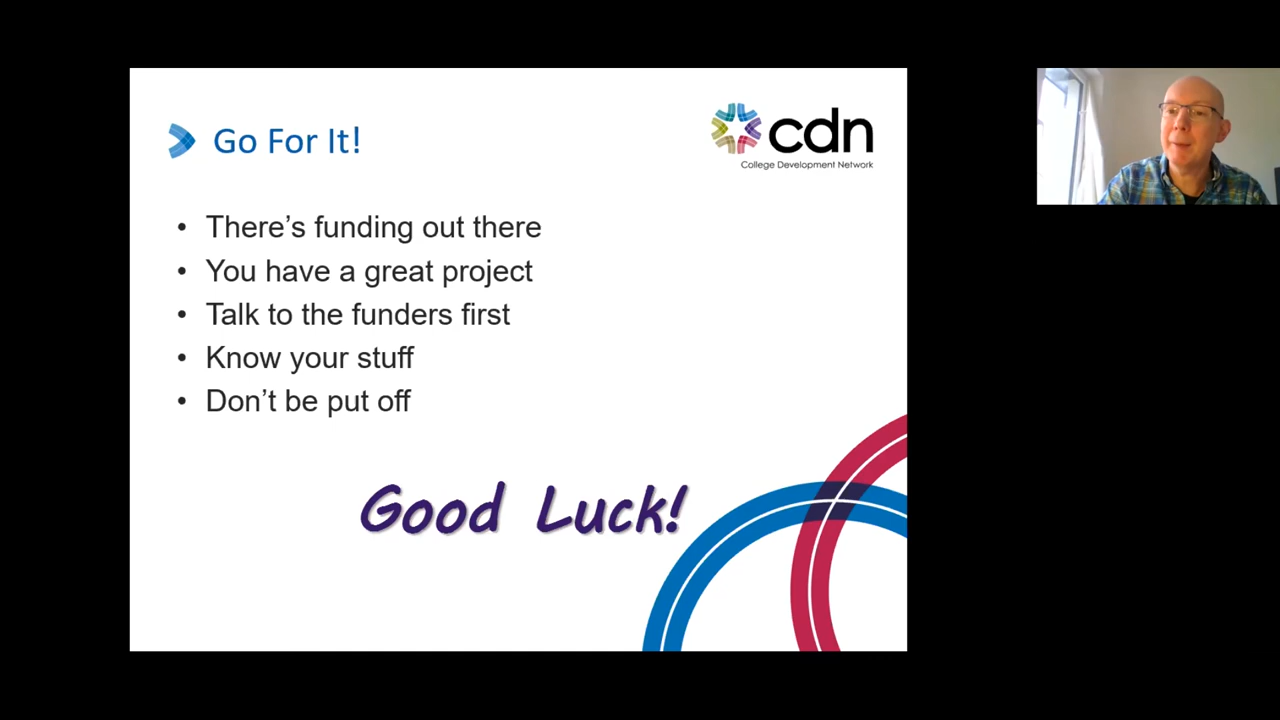 Go For It!
cdn
College Development Network
• There’s funding out there
• You have a great project
• Talk to the funders first
• Know your stuff
• Don’t be put off
Good Luck!